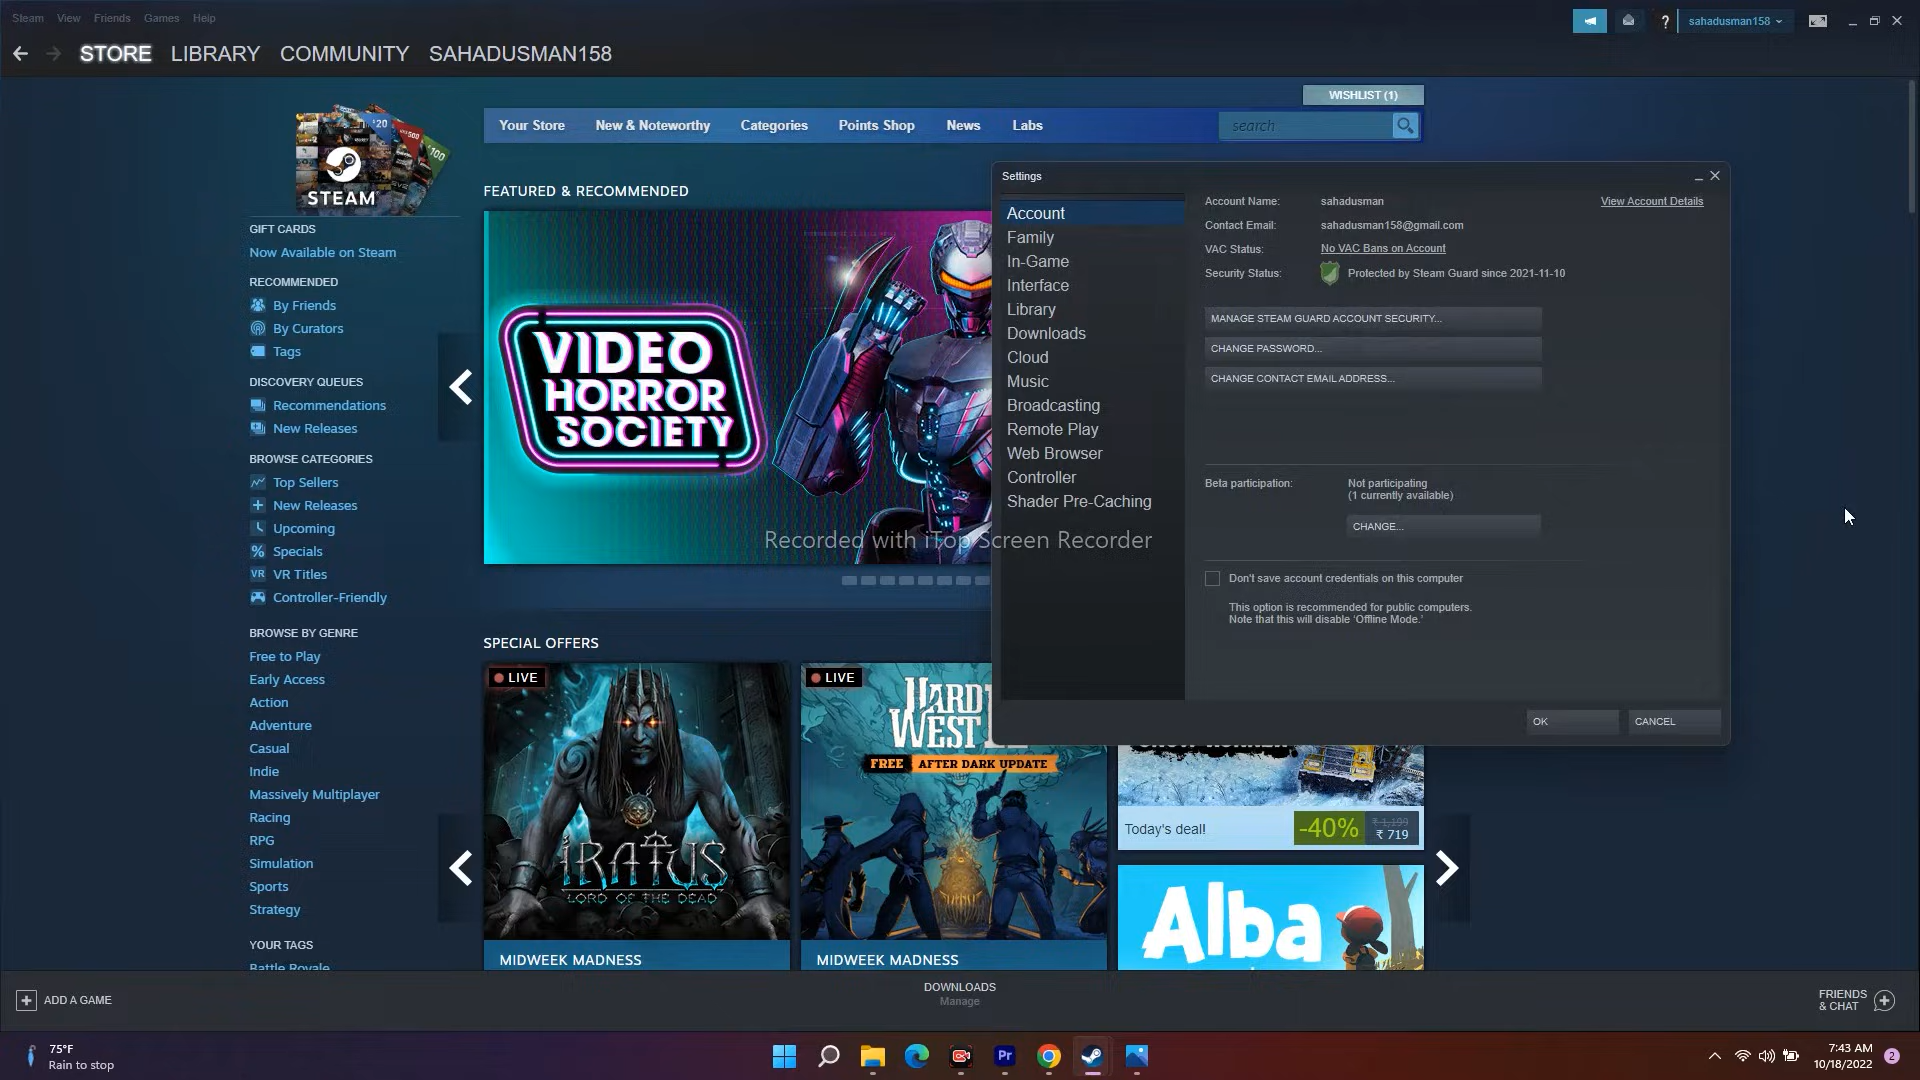 Steam View Friends Games Help
sahadusman158
STORE LIBRARY COMMUNITY SAHADUSMAN158
WISHLIST (1)
Your Store New & Noteworthy Categories Points Shop News Labs
search
STEAM
GIFT CARDS
Now Available on Steam
RECOMMENDED
By Friends
By Curators
Tags
DISCOVERY QUEUES
Recommendations
New Releases
BROWSE CATEGORIES
Top Sellers
New Releases
Upcoming
Specials
VR Titles
Controller-Friendly
BROWSE BY GENRE
Free to Play
Early Access
Action
Adventure
Casual
Indie
Massively Multiplayer
Racing
RPG
Simulation
Sports
Strategy
YOUR TAGS
Battle Royale
FEATURED & RECOMMENDED
VIDEO
HORROR
SOCIETY
Recorded with iTop Screen Recorder
SPECIAL OFFERS
LIVE
IRATUS
LORD OF THE DEAD
MIDWEEK MADNESS
LIVE
HARD
WEST
FREE AFTER DARK UPDATE
MIDWEEK MADNESS
Today's deal!
-40%
₹ 1,199
₹ 719
Alba
Settings
Account
Family
In-Game
Interface
Library
Downloads
Cloud
Music
Broadcasting
Remote Play
Web Browser
Controller
Shader Pre-Caching
Account Name: sahadusman
View Account Details
Contact Email: sahadusman158@gmail.com
VAC Status: No VAC Bans on Account
Security Status: Protected by Steam Guard since 2021-11-10
MANAGE STEAM GUARD ACCOUNT SECURITY...
CHANGE PASSWORD...
CHANGE CONTACT EMAIL ADDRESS...
Beta participation: Not participating
(1 currently available)
CHANGE...
Don't save account credentials on this computer
This option is recommended for public computers.
Note that this will disable 'Offline Mode.'
OK CANCEL
ADD A GAME
DOWNLOADS
Manage
FRIENDS
& CHAT
75°F
Rain to stop
Pr
7:43 AM
10/18/2022
2